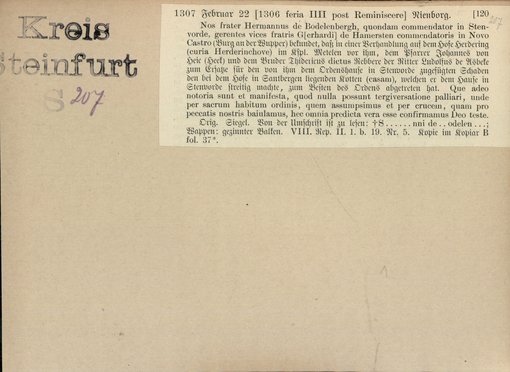 Kreis
Steinfurt
S 207
1307 Februar 22 [1306 feria IIII post Reminiscere] Nienborg. [120
207
Nos frater Hermannus de Bodelenbergh, quondam commendator in Sten-
vorde, gerentes vices fratris G[erhardi] de Hamersten commendatoris in Novo
Castro (Burg an der Wupper) bekundet, daß in einer Verhandlung auf dem Hofe Herdering
(curia Herderinchove) im Kspl. Metelen vor ihm, dem Pfarrer Johannes von
Heie (Heek) und dem Bruder Thidericus dictus Rebbere der Ritter Ludolfus de Asbeke
zum Ersatze für den von ihm dem Ordenshause in Stenvorde zugefügten Schaden
den bei dem Hofe in Santbergen liegenden Kotten (casam), welchen er dem Hause in
Stenvorde streitig machte, zum Besten des Ordens abgetreten hat. Que adeo
notoria sunt et manifesta, quod nulla possunt tergiversatione palliari, unde
per sacrum habitum ordinis, quem assumpsimus et per crucem, quam pro
peccatis nostris baiulamus, hec omnia predicta vera esse confirmamus Deo teste.
Orig. Siegel. Von der Umschrift ist zu lesen: †S......nni de..odelen...;
Wappen: gezinnter Balken. VIII. Rep. II. 1. b. 19. Nr. 5. Kopie im Kopiar B
fol. 37ᵃ.